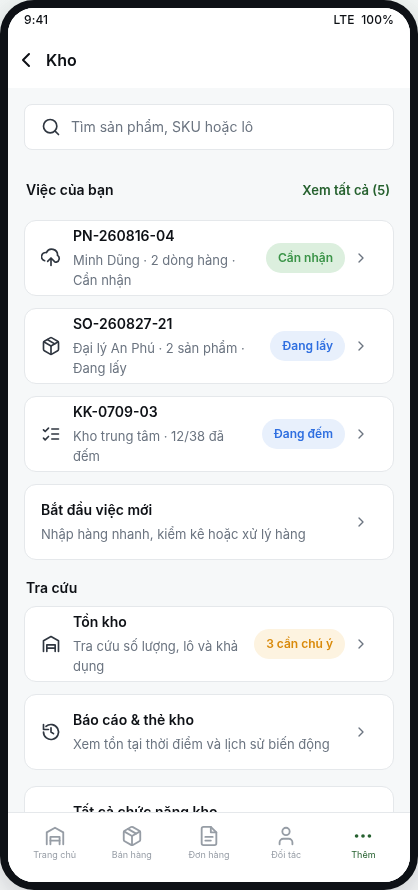 9:41
LTE 100%
Kho
Tìm sản phẩm, SKU hoặc lô
Việc của bạn
Xem tất cả (5)
PN-260816-04
Minh Dũng · 2 dòng hàng ·
Cần nhận
Cần nhận
SO-260827-21
Đại lý An Phú · 2 sản phẩm ·
Đang lấy
Đang lấy
KK-0709-03
Kho trung tâm · 12/38 đã
đếm
Đang đếm
Bắt đầu việc mới
Nhập hàng nhanh, kiểm kê hoặc xử lý hàng
Tra cứu
Tồn kho
Tra cứu số lượng, lô và khả
dụng
3 cần chú ý
Báo cáo & thẻ kho
Xem tồn tại thời điểm và lịch sử biến động
Tất cả chức năng kho
Trang chủ
Bán hàng
Đơn hàng
Đối tác
Thêm